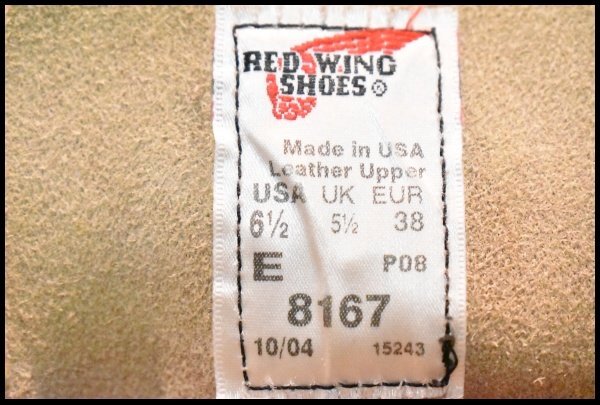 RED WING
SHOES ®
Made in USA
Leather Upper
USA UK EUR
6½ 5½ 38
E P08
8167
10/04 15243